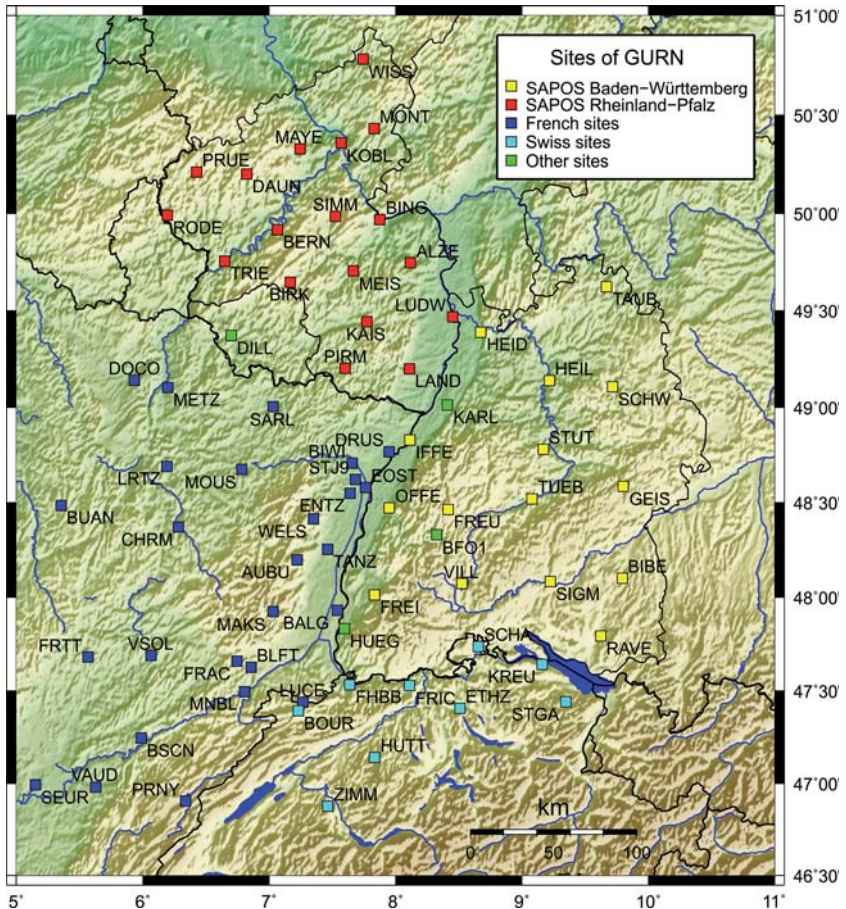 51°00'
Sites of GURN
SAPOS Baden−Württemberg
SAPOS Rheinland−Pfalz
French sites
Swiss sites
Other sites
WISS
50°30'
MONT
MAYE
KOBL
PRUE
DAUN
SIMM
BING
50°00'
RODE
BERN
ALZE
TRIE
MEIS
BIRK
TAUB
LUDW
49°30'
KAIS
HEID
DILL
PIRM
DOCO
LAND
HEIL
METZ
SCHW
SARL
KARL
49°00'
DRUS
IFFE
STUT
BIWI
STJ9
LRTZ
MOUS
EOST
ENTZ
OFFE
TUEB
GEIS
48°30'
BUAN
CHRM
WELS
FREU
BFO1
TANZ
AUBU
VILL
SIGM
BIBE
48°00'
MAKS
BALG
FREI
FRTT
VSOL
HUEG
SCHA
RAVE
FRAC
BLFT
KREU
MNBL
LUCE
FHBB
FRIC
ETHZ
STGA
47°30'
BOUR
BSCN
HUTT
VAUD
PRNY
SEUR
ZIMM
km
47°00'
0 50 100
46°30'
5° 6° 7° 8° 9° 10° 11°